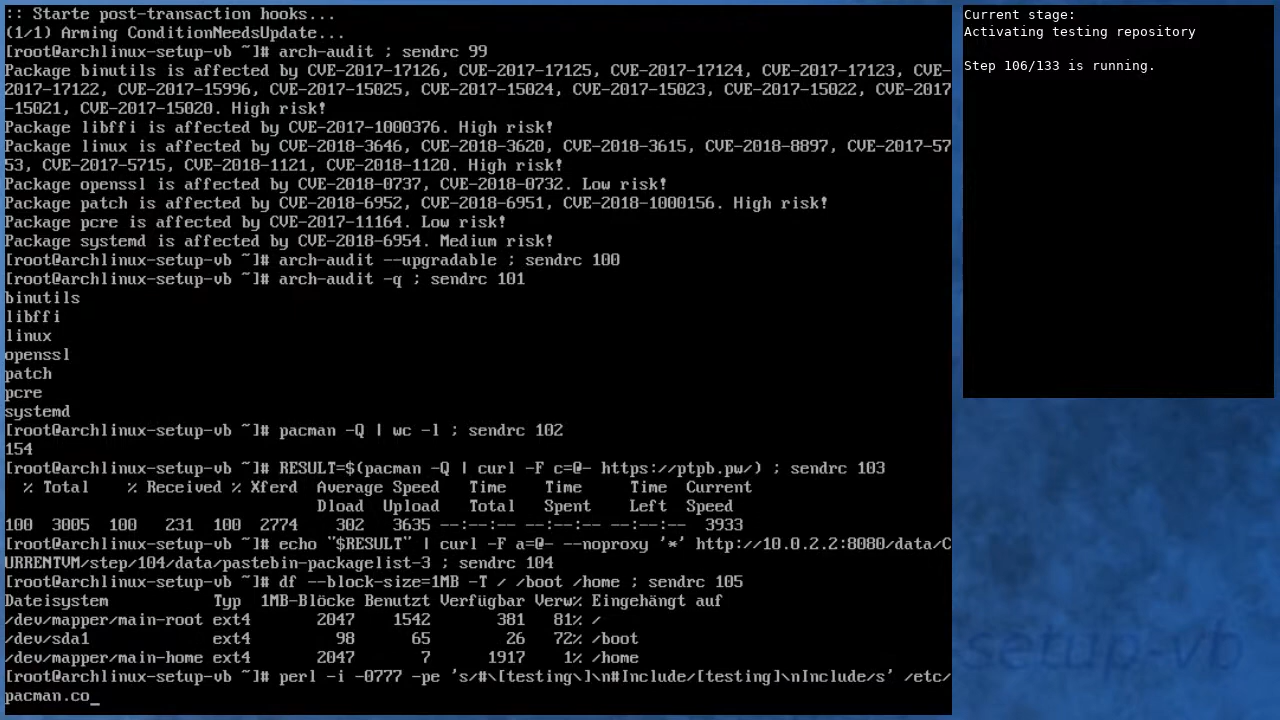 :: Starte post-transaction hooks...
(1/1) Arming ConditionNeedsUpdate...
[root@archlinux-setup-vb ~]# arch-audit ; sendrc 99
Package binutils is affected by CVE-2017-17126, CVE-2017-17125, CVE-2017-17124, CVE-2017-17123, CVE-
2017-17122, CVE-2017-15996, CVE-2017-15025, CVE-2017-15024, CVE-2017-15023, CVE-2017-15022, CVE-2017
-15021, CVE-2017-15020. High risk!
Package libffi is affected by CVE-2017-1000376. High risk!
Package linux is affected by CVE-2018-3646, CVE-2018-3620, CVE-2018-3615, CVE-2018-8897, CVE-2017-57
53, CVE-2017-5715, CVE-2018-1121, CVE-2018-1120. High risk!
Package openssl is affected by CVE-2018-0737, CVE-2018-0732. Low risk!
Package patch is affected by CVE-2018-6952, CVE-2018-6951, CVE-2018-1000156. High risk!
Package pcre is affected by CVE-2017-11164. Low risk!
Package systemd is affected by CVE-2018-6954. Medium risk!
[root@archlinux-setup-vb ~]# arch-audit --upgradable ; sendrc 100
[root@archlinux-setup-vb ~]# arch-audit -q ; sendrc 101
binutils
libffi
linux
openssl
patch
pcre
systemd
[root@archlinux-setup-vb ~]# pacman -Q | wc -l ; sendrc 102
154
[root@archlinux-setup-vb ~]# RESULT=$(pacman -Q | curl -F c=@- https://ptpb.pw/) ; sendrc 103
  % Total    % Received % Xferd  Average Speed   Time    Time     Time  Current
                                 Dload  Upload   Total   Spent    Left  Speed
100  3005  100   231  100  2774    302   3635 --:--:-- --:--:-- --:--:--  3933
[root@archlinux-setup-vb ~]# echo "$RESULT" | curl -F a=@- --noproxy '*' http://10.0.2.2:8080/data/C
URRENTVM/step/104/data/pastebin-packagelist-3 ; sendrc 104
[root@archlinux-setup-vb ~]# df --block-size=1MB -T / /boot /home ; sendrc 105
Dateisystem           Typ  1MB-Blöcke Benutzt Verfügbar Verw% Eingehängt auf
/dev/mapper/main-root ext4       2047    1542       381   81% /
/dev/sda1             ext4         98      65        26   72% /boot
/dev/mapper/main-home ext4       2047       7      1917    1% /home
[root@archlinux-setup-vb ~]# perl -i -0777 -pe 's/#\[testing\]\n#Include/[testing]\nInclude/s' /etc/
pacman.co_
Current stage:
Activating testing repository
Step 106/133 is running.
setup-vb